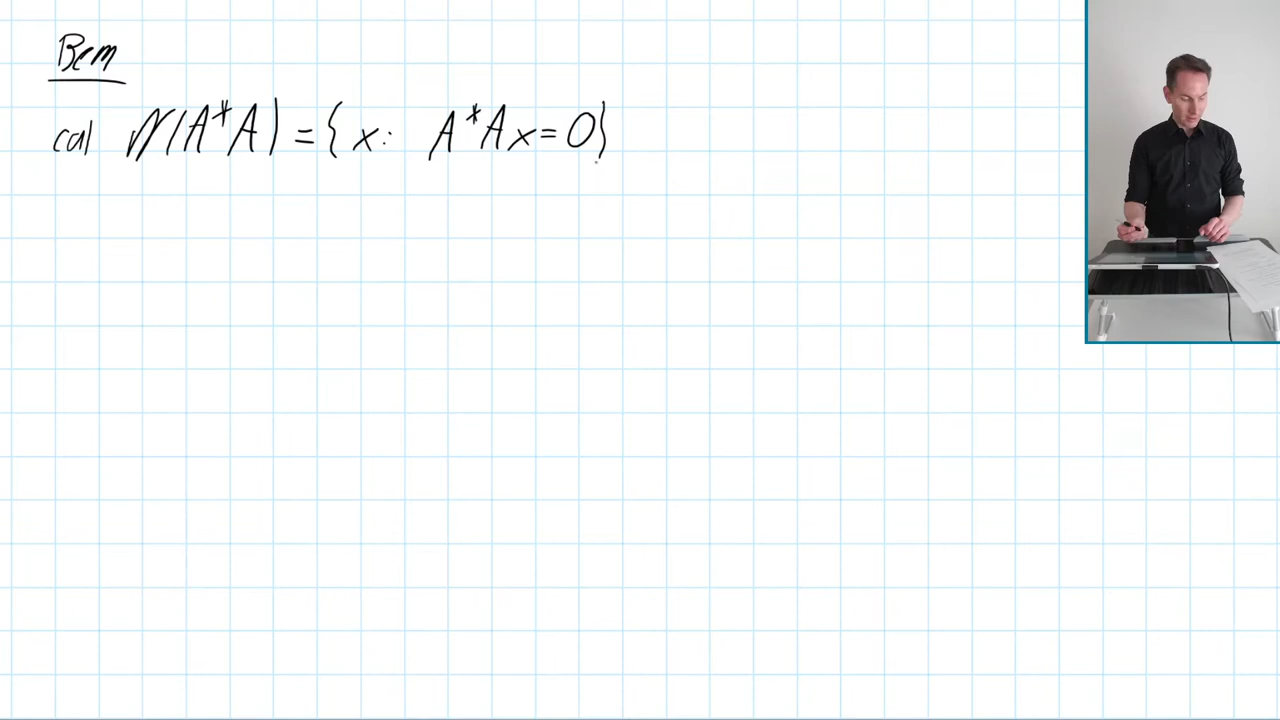 Bem
(a) N(A*A) = { x: A*Ax = 0}